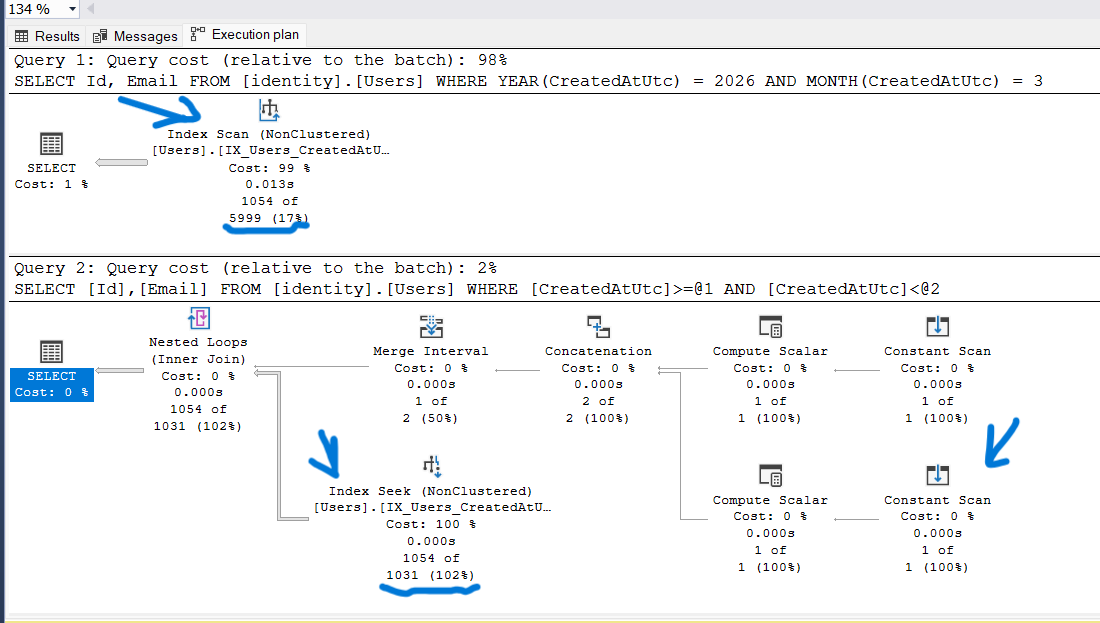 134 %
Results Messages Execution plan
Query 1: Query cost (relative to the batch): 98%
SELECT Id, Email FROM [identity].[Users] WHERE YEAR(CreatedAtUtc) = 2026 AND MONTH(CreatedAtUtc) = 3
SELECT
Cost: 1 %
Index Scan (NonClustered)
[Users].[IX_Users_CreatedAtU…
Cost: 99 %
0.013s
1054 of
5999 (17%)
Query 2: Query cost (relative to the batch): 2%
SELECT [Id],[Email] FROM [identity].[Users] WHERE [CreatedAtUtc]>=@1 AND [CreatedAtUtc]<@2
SELECT
Cost: 0 %
Nested Loops
(Inner Join)
Cost: 0 %
0.000s
1054 of
1031 (102%)
Merge Interval
Cost: 0 %
0.000s
1 of
2 (50%)
Concatenation
Cost: 0 %
0.000s
2 of
2 (100%)
Compute Scalar
Cost: 0 %
0.000s
1 of
1 (100%)
Constant Scan
Cost: 0 %
0.000s
1 of
1 (100%)
Index Seek (NonClustered)
[Users].[IX_Users_CreatedAtU…
Cost: 100 %
0.000s
1054 of
1031 (102%)
Compute Scalar
Cost: 0 %
0.000s
1 of
1 (100%)
Constant Scan
Cost: 0 %
0.000s
1 of
1 (100%)